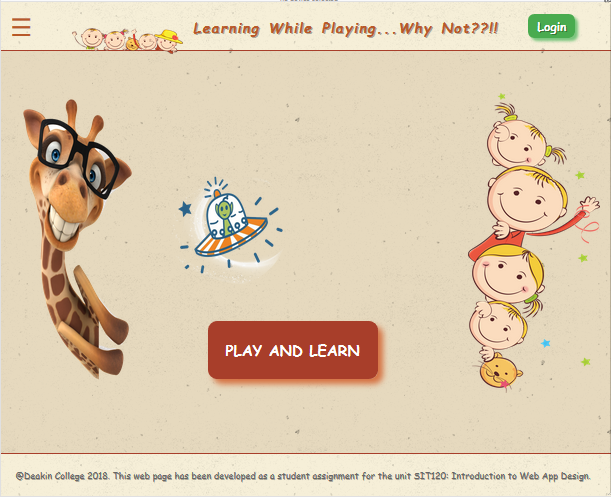 Learning While Playing...Why Not??!!
Login
PLAY AND LEARN
@Deakin College 2018. This web page has been developed as a student assignment for the unit SIT120: Introduction to Web App Design.